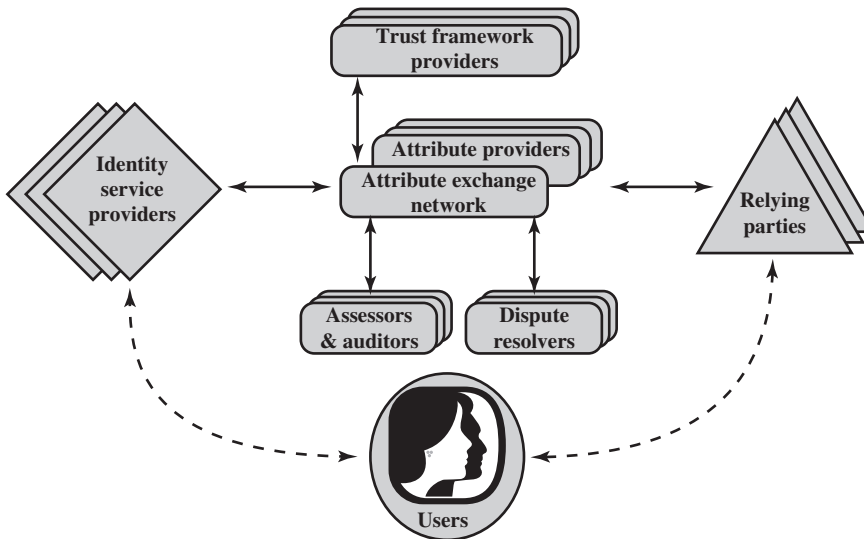 Trust framework
providers
Attribute providers
Attribute exchange
network
Identity
service
providers
Relying
parties
Assessors
& auditors
Dispute
resolvers
Users